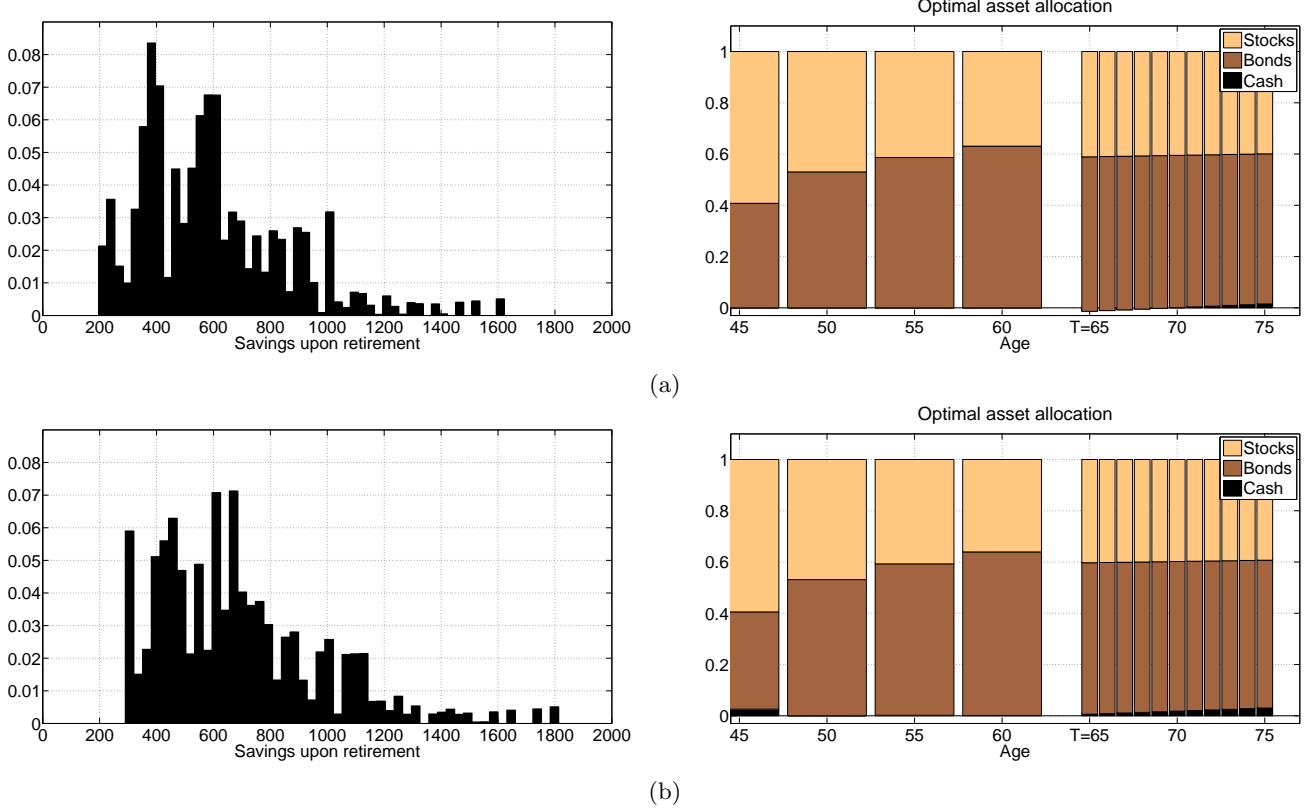 Optimal asset allocation
0.08
0.07
0.06
0.05
0.04
0.03
0.02
0.01
0
0 200 400 600 800 1000 1200 1400 1600 1800 2000
Savings upon retirement
1
0.8
0.6
0.4
0.2
0
Stocks
Bonds
Cash
45 50 55 60 T=65 70 75
Age
(a)
Optimal asset allocation
0.08
0.07
0.06
0.05
0.04
0.03
0.02
0.01
0
0 200 400 600 800 1000 1200 1400 1600 1800 2000
Savings upon retirement
1
0.8
0.6
0.4
0.2
0
Stocks
Bonds
Cash
45 50 55 60 T=65 70 75
Age
(b)